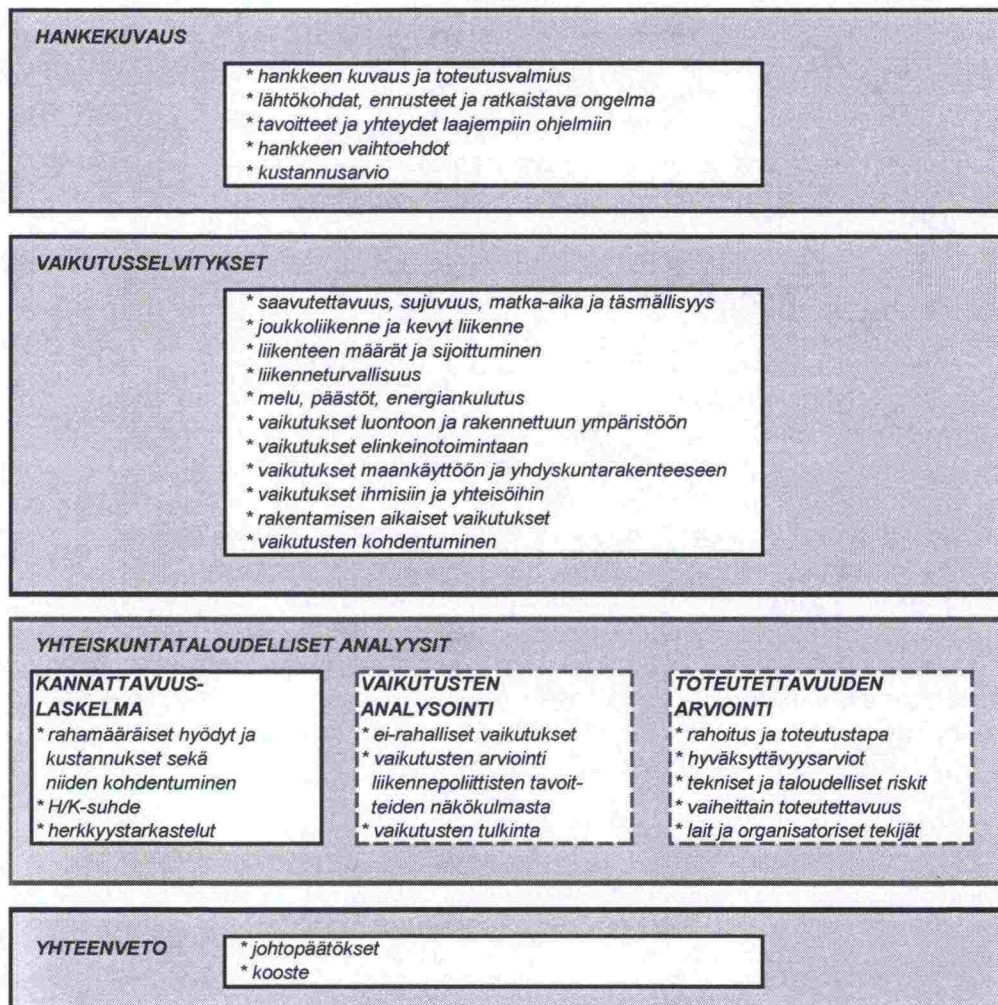 HANKEKUVAUS
* hankkeen kuvaus ja toteutusvalmius
* lähtökohdat, ennusteet ja ratkaistava ongelma
* tavoitteet ja yhteydet laajempiin ohjelmiin
* hankkeen vaihtoehdot
* kustannusarvio
VAIKUTUSSELVITYKSET
* saavutettavuus, sujuvuus, matka-aika ja täsmällisyys
* joukkoliikenne ja kevyt liikenne
* liikenteen määrät ja sijoittuminen
* liikenneturvallisuus
* melu, päästöt, energiankulutus
* vaikutukset luontoon ja rakennettuun ympäristöön
* vaikutukset elinkeinotoimintaan
* vaikutukset maankäyttöön ja yhdyskuntarakenteeseen
* vaikutukset ihmisiin ja yhteisöihin
* rakentamisen aikaiset vaikutukset
* vaikutusten kohdentuminen
YHTEISKUNTATALOUDELLISET ANALYYSIT
KANNATTAVUUS-
LASKELMA
* rahamääräiset hyödyt ja
kustannukset sekä
niiden kohdentuminen
* H/K-suhde
* herkkyystarkastelut
VAIKUTUSTEN
ANALYSOINTI
* ei-rahalliset vaikutukset
* vaikutusten arviointi
liikennepoliittisten tavoit-
teiden näkökulmasta
* vaikutusten tulkinta
TOTEUTETTAVUUDEN
ARVIOINTI
* rahoitus ja toteutustapa
* hyväksyttävyysarviot
* tekniset ja taloudelliset riskit
* vaiheittain toteutettavuus
* lait ja organisatoriset tekijät
YHTEENVETO
* johtopäätökset
* kooste